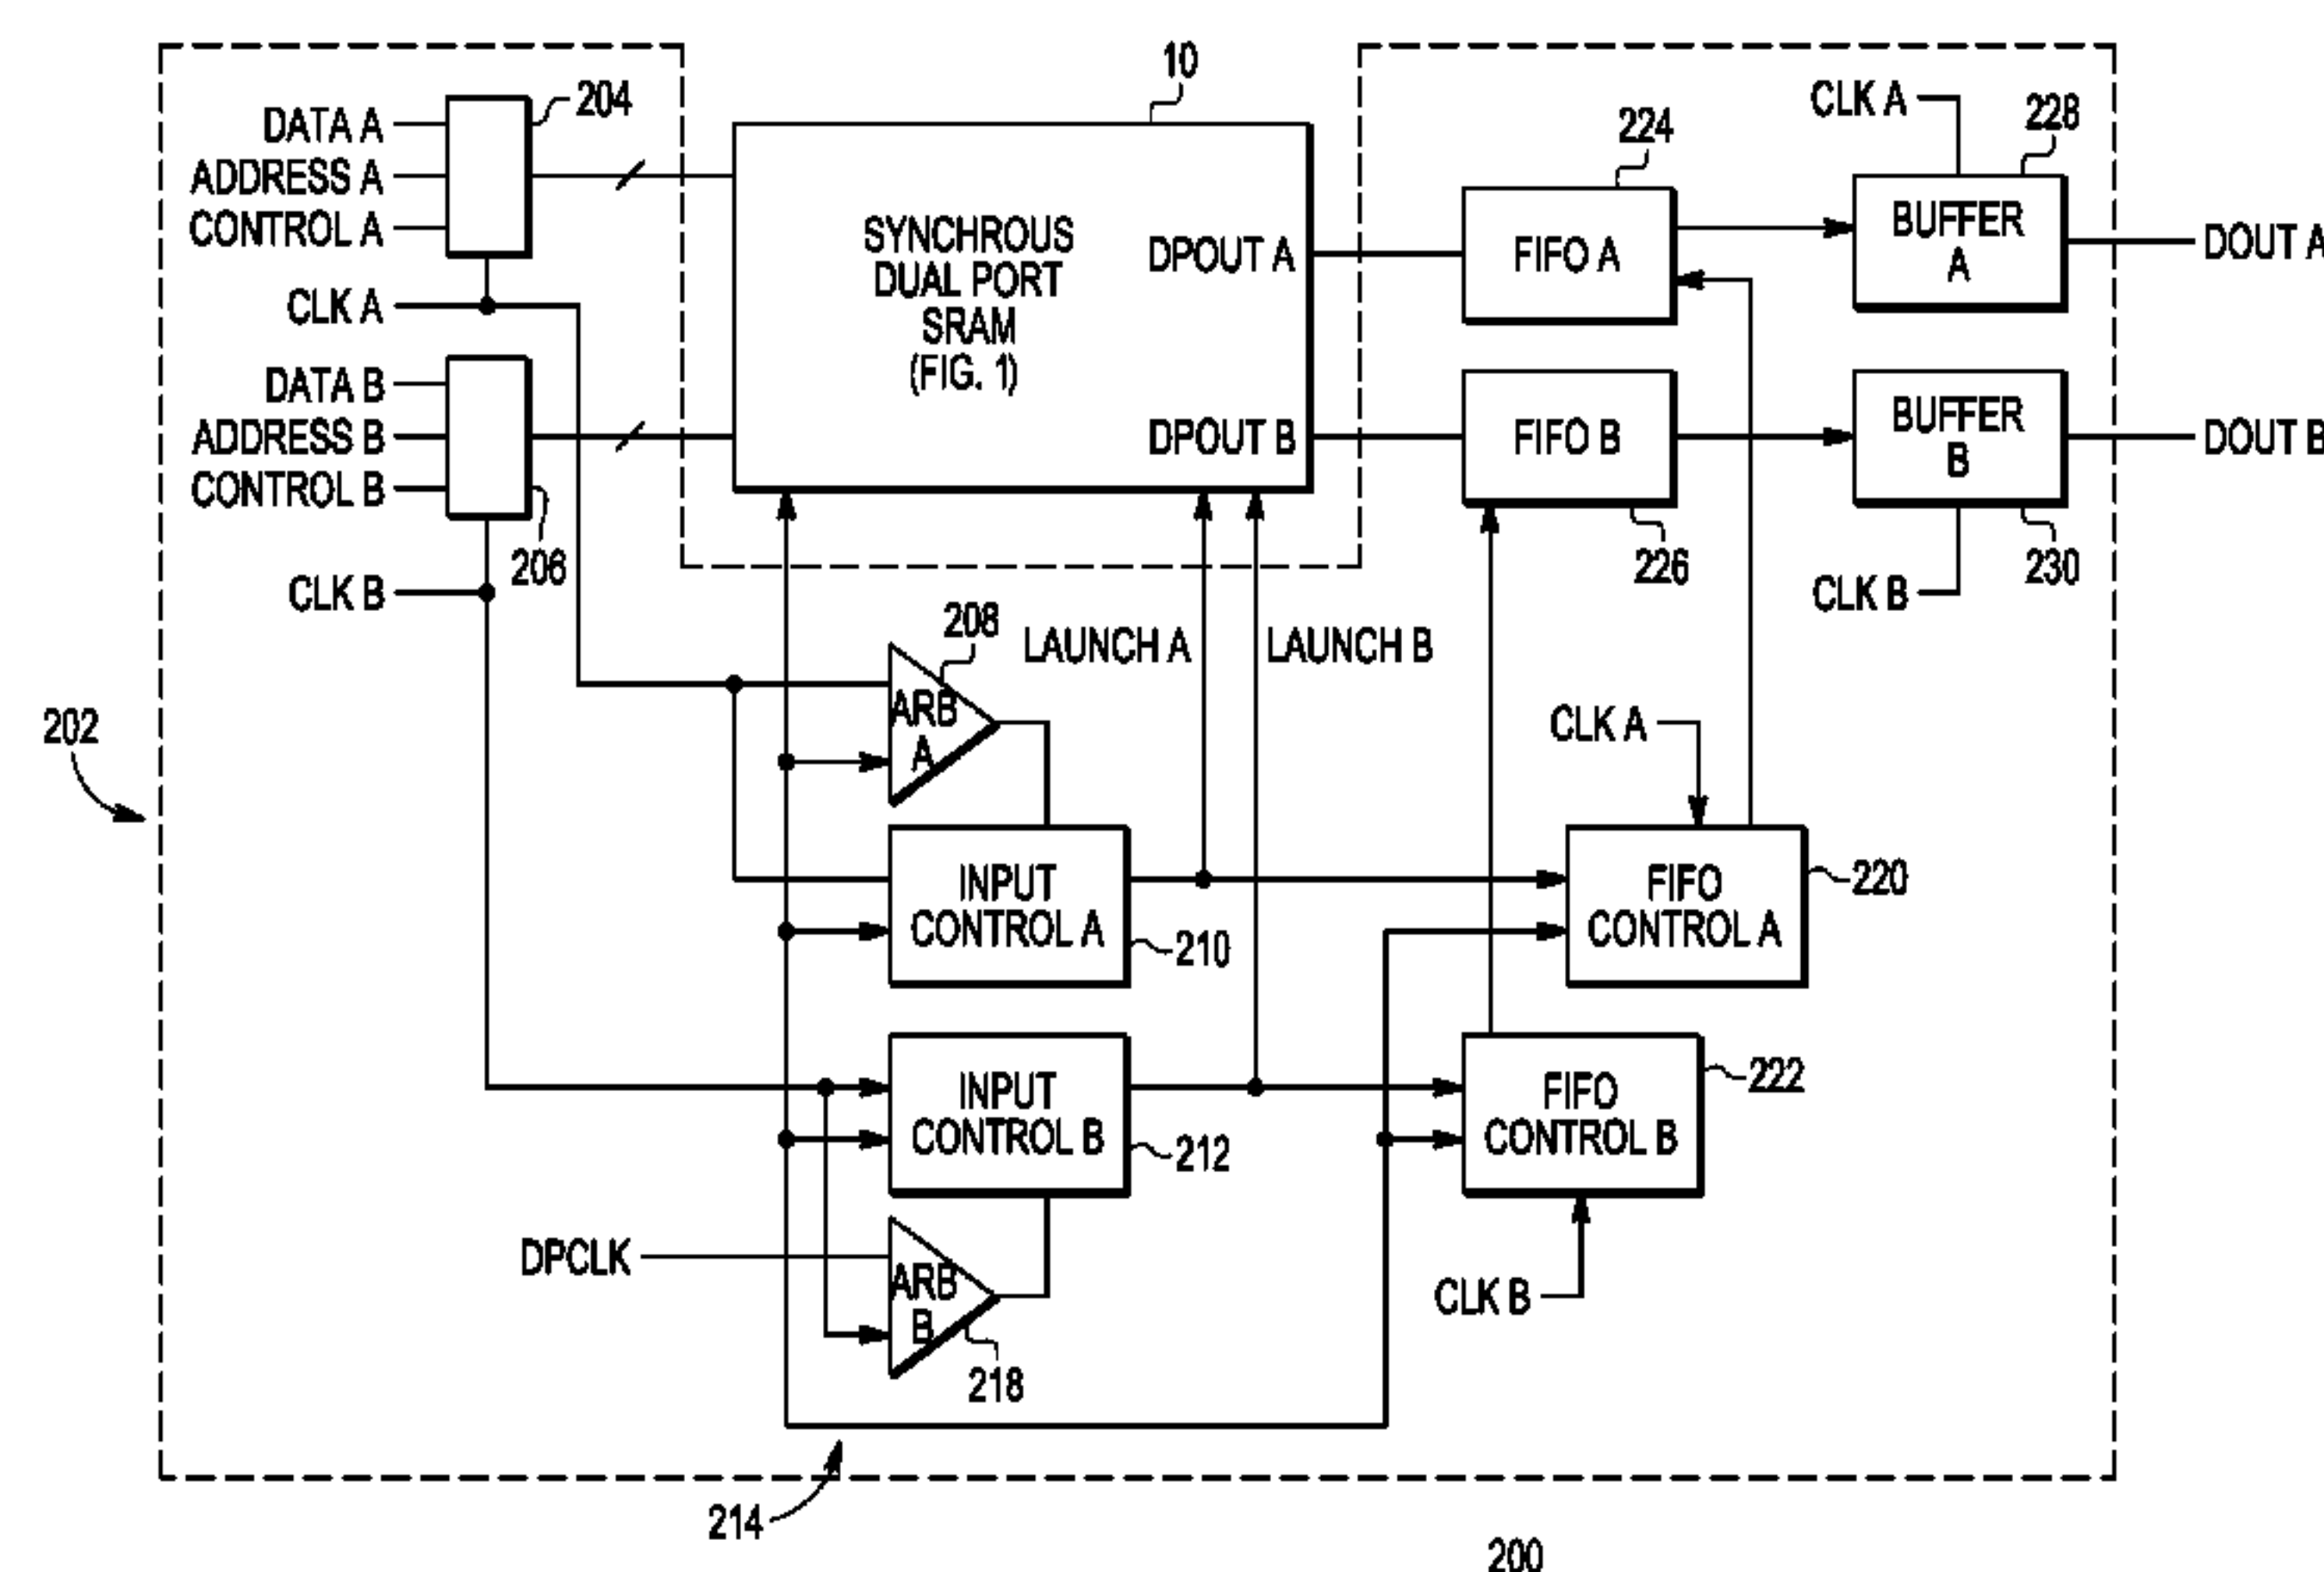 10
204
DATA A
ADDRESS A
CONTROL A
CLK A
DATA B
ADDRESS B
CONTROL B
206
CLK B
SYNCHROUS
DUAL PORT
SRAM
(FIG. 1)
DPOUT A
DPOUT B
224
FIFO A
FIFO B
226
CLK A
228
BUFFER
A
DOUT A
BUFFER
B
DOUT B
230
CLK B
208
LAUNCH A
LAUNCH B
ARB
A
202
CLK A
INPUT
CONTROL A
210
FIFO
CONTROL A
220
INPUT
CONTROL B
212
FIFO
CONTROL B
222
DPCLK
ARB
B
218
CLK B
214
200